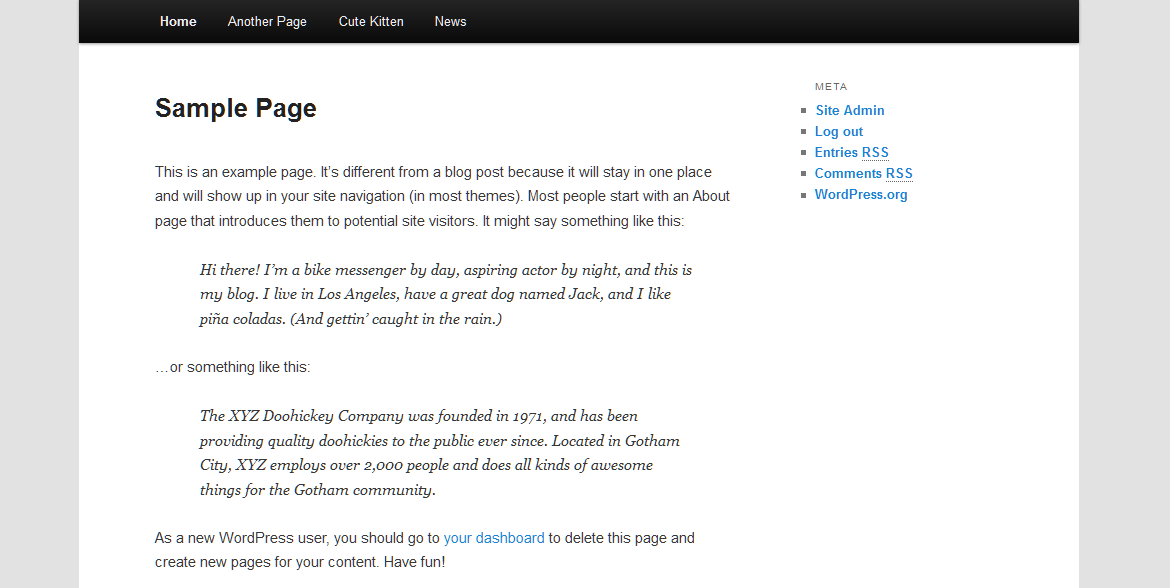 Home Another Page Cute Kitten News
Sample Page
This is an example page. It’s different from a blog post because it will stay in one place
and will show up in your site navigation (in most themes). Most people start with an About
page that introduces them to potential site visitors. It might say something like this:
Hi there! I’m a bike messenger by day, aspiring actor by night, and this is
my blog. I live in Los Angeles, have a great dog named Jack, and I like
piña coladas. (And gettin’ caught in the rain.)
…or something like this:
The XYZ Doohickey Company was founded in 1971, and has been
providing quality doohickies to the public ever since. Located in Gotham
City, XYZ employs over 2,000 people and does all kinds of awesome
things for the Gotham community.
As a new WordPress user, you should go to your dashboard to delete this page and
create new pages for your content. Have fun!
META
Site Admin
Log out
Entries RSS
Comments RSS
WordPress.org